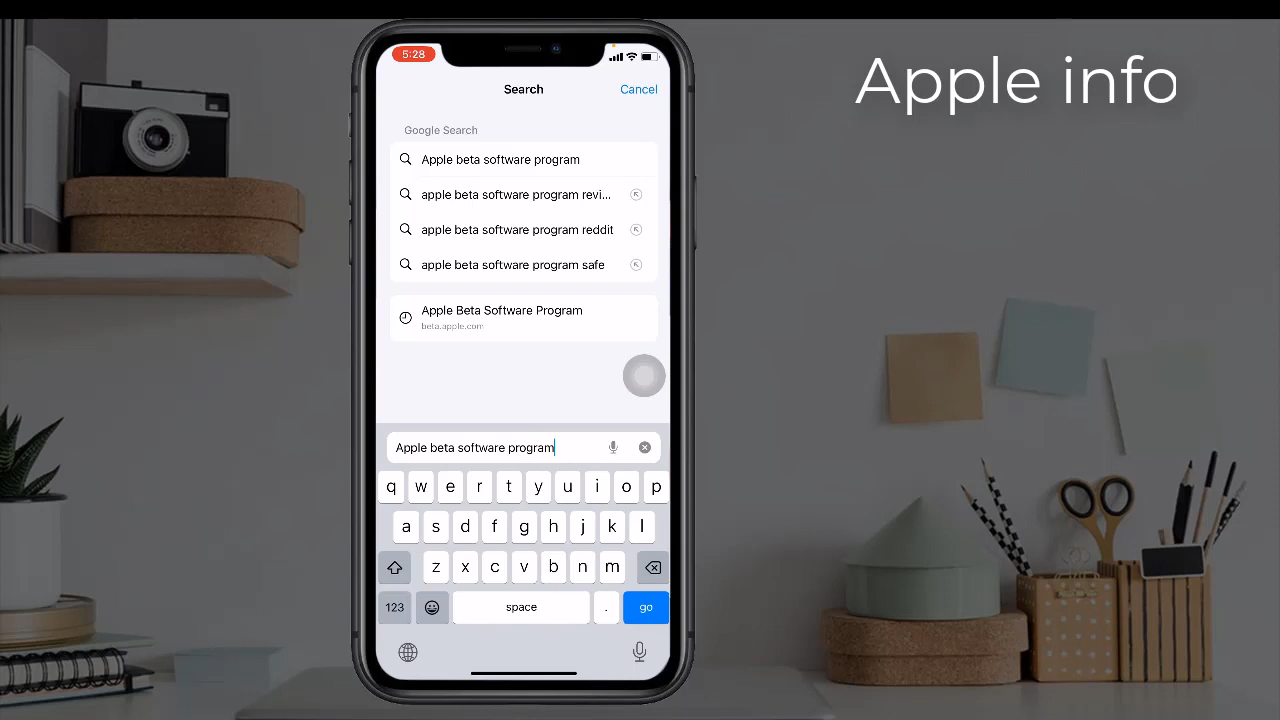 Apple info
5:28
Search
Cancel
Google Search
Apple beta software program
apple beta software program revi...
apple beta software program reddit
apple beta software program safe
Apple Beta Software Program
beta.apple.com
Apple beta software program
q w e r t y u i o p
a s d f g h j k l
z x c v b n m
123
space
.
go